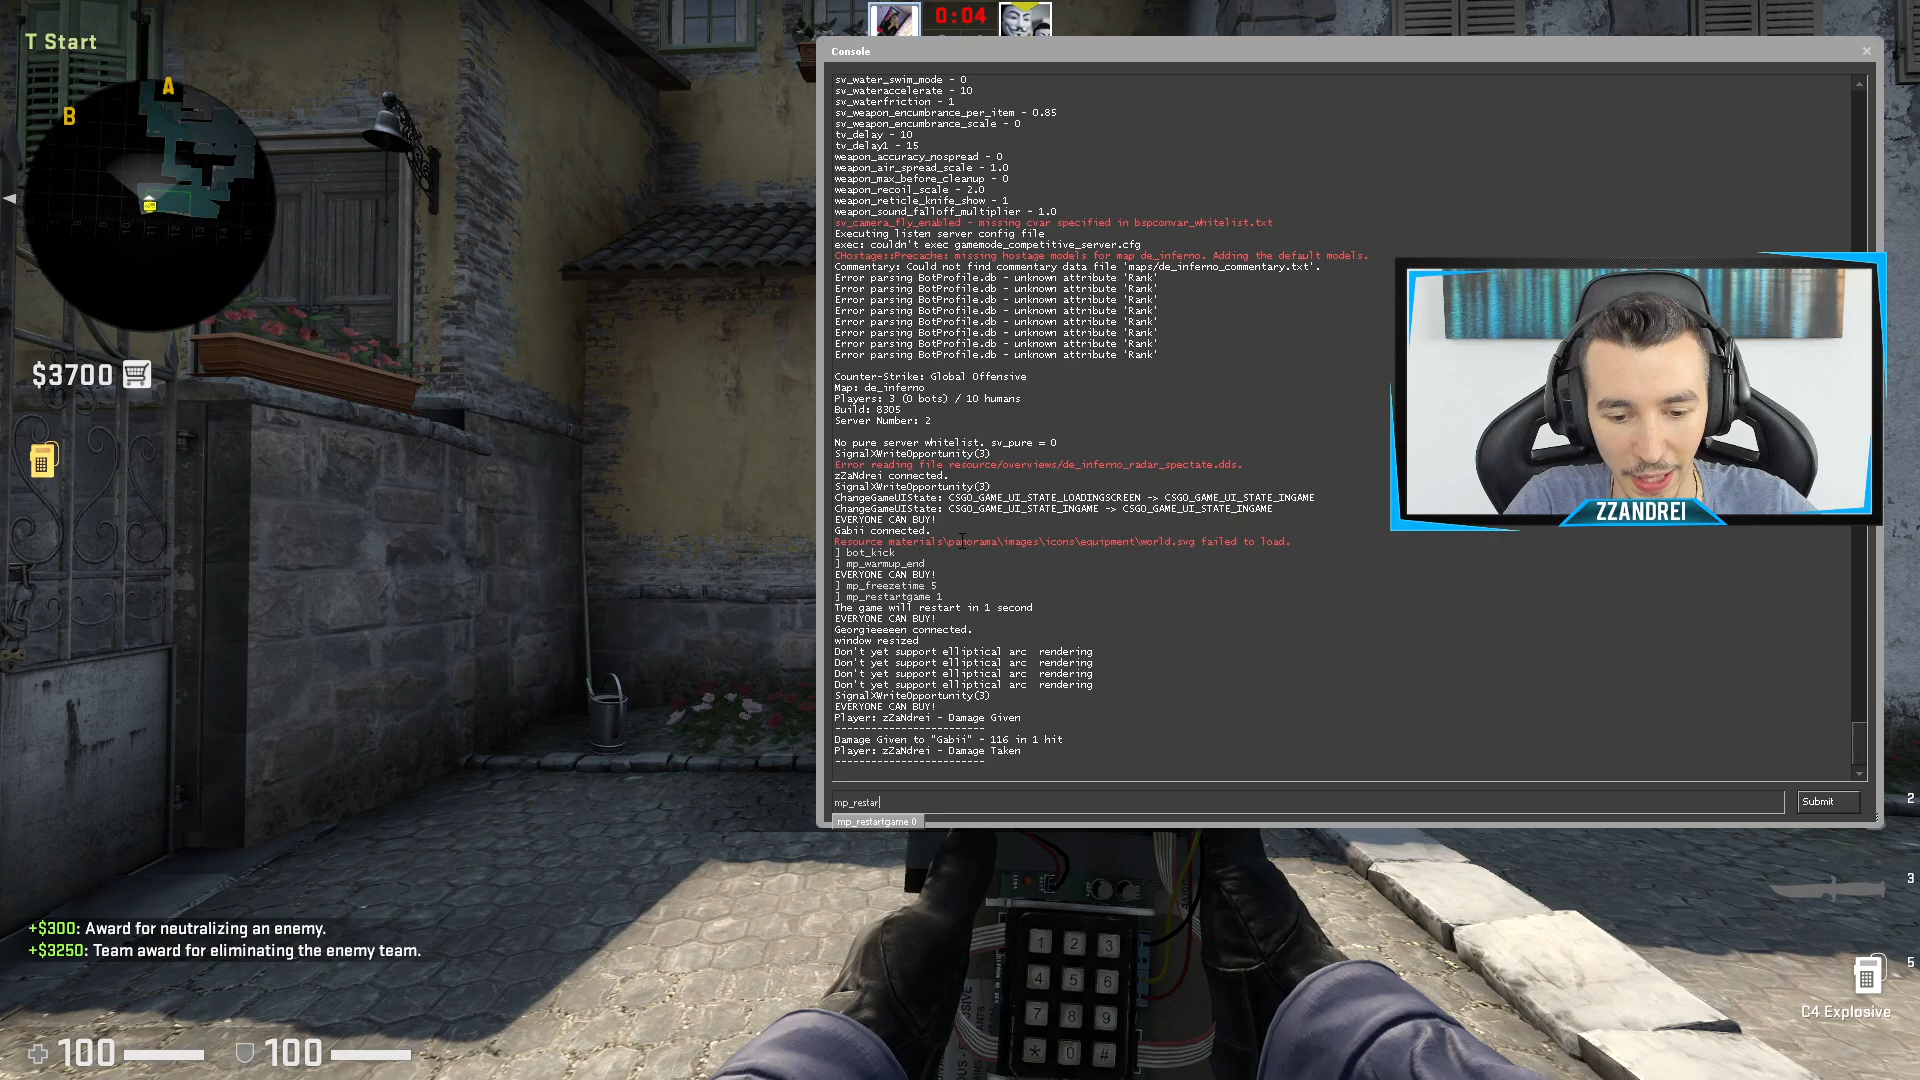 T Start
A
B
0:04
Console
sv_water_swim_mode - 0
sv_wateraccelerate - 10
sv_waterfriction - 1
sv_weapon_encumbrance_per_item - 0.85
sv_weapon_encumbrance_scale - 0
tv_delay - 10
tv_delay1 - 15
weapon_accuracy_nospread - 0
weapon_air_spread_scale - 1.0
weapon_max_before_cleanup - 0
weapon_recoil_scale - 2.0
weapon_reticle_knife_show - 1
weapon_sound_falloff_multiplier - 1.0
sv_camera_fly_enabled - missing cvar specified in bspconvar_whitelist.txt
Executing listen server config file
exec: couldn't exec gamemode_competitive_server.cfg
CHostage::Precache: missing hostage models for map de_inferno. Adding the default models.
Commentary: Could not find commentary data file 'maps/de_inferno_commentary.txt'.
Error parsing BotProfile.db - unknown attribute 'Rank'
Error parsing BotProfile.db - unknown attribute 'Rank'
Error parsing BotProfile.db - unknown attribute 'Rank'
Error parsing BotProfile.db - unknown attribute 'Rank'
Error parsing BotProfile.db - unknown attribute 'Rank'
Error parsing BotProfile.db - unknown attribute 'Rank'
Error parsing BotProfile.db - unknown attribute 'Rank'
Error parsing BotProfile.db - unknown attribute 'Rank'
Counter-Strike: Global Offensive
Map: de_inferno
Players: 3 (0 bots) / 10 humans
Build: 8305
Server Number: 2
No pure server whitelist. sv_pure = 0
SignalXWriteOpportunity(3)
Error reading file resource/overviews/de_inferno_radar_spectate.dds.
zZaNdrei connected.
SignalXWriteOpportunity(3)
ChangeGameUIState: CSGO_GAME_UI_STATE_LOADINGSCREEN -> CSGO_GAME_UI_STATE_INGAME
ChangeGameUIState: CSGO_GAME_UI_STATE_INGAME -> CSGO_GAME_UI_STATE_INGAME
EVERYONE CAN BUY!
Gabii connected.
Resource materials\panorama\images\icons\equipment\world.svg failed to load.
] bot_kick
] mp_warmup_end
EVERYONE CAN BUY!
] mp_freezetime 5
] mp_restartgame 1
The game will restart in 1 second
EVERYONE CAN BUY!
Georgieeeeen connected.
window resized
Don't yet support elliptical arc  rendering
Don't yet support elliptical arc  rendering
Don't yet support elliptical arc  rendering
Don't yet support elliptical arc  rendering
SignalXWriteOpportunity(3)
EVERYONE CAN BUY!
Player: zZaNdrei - Damage Given
-------------------------
Damage Given to "Gabii" - 116 in 1 hit
Player: zZaNdrei - Damage Taken
-------------------------
mp_restar
Submit
mp_restartgame 0
ZZANDREI
$3700
2
3
5
C4 Explosive
+$300: Award for neutralizing an enemy.
+$3250: Team award for eliminating the enemy team.
100
100
1 2 3
4 5 6
7 8 9
* 0 #